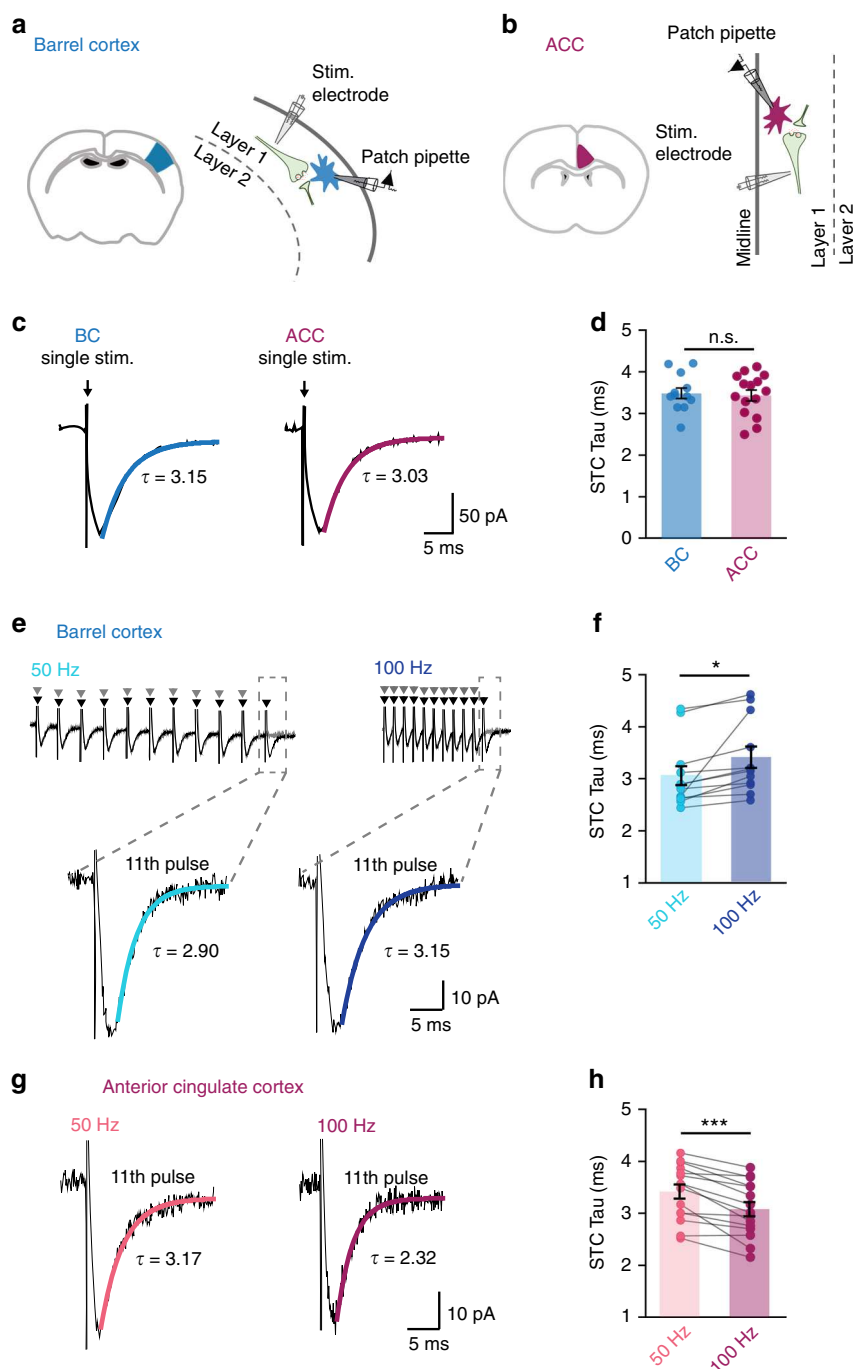 a
Barrel cortex
Stim.
electrode
Layer 1
Layer 2
Patch pipette
b
ACC
Patch pipette
Stim.
electrode
Midline
Layer 1
Layer 2
c
BC
single stim.
τ = 3.15
ACC
single stim.
τ = 3.03
50 pA
5 ms
d
n.s.
STC Tau (ms)
5
4
3
2
1
0
BC
ACC
e
Barrel cortex
50 Hz
100 Hz
11th pulse
τ = 2.90
11th pulse
τ = 3.15
10 pA
5 ms
f
*
STC Tau (ms)
5
4
3
2
1
50 Hz
100 Hz
g
Anterior cingulate cortex
50 Hz
11th pulse
τ = 3.17
100 Hz
11th pulse
τ = 2.32
10 pA
5 ms
h
***
STC Tau (ms)
5
4
3
2
1
50 Hz
100 Hz